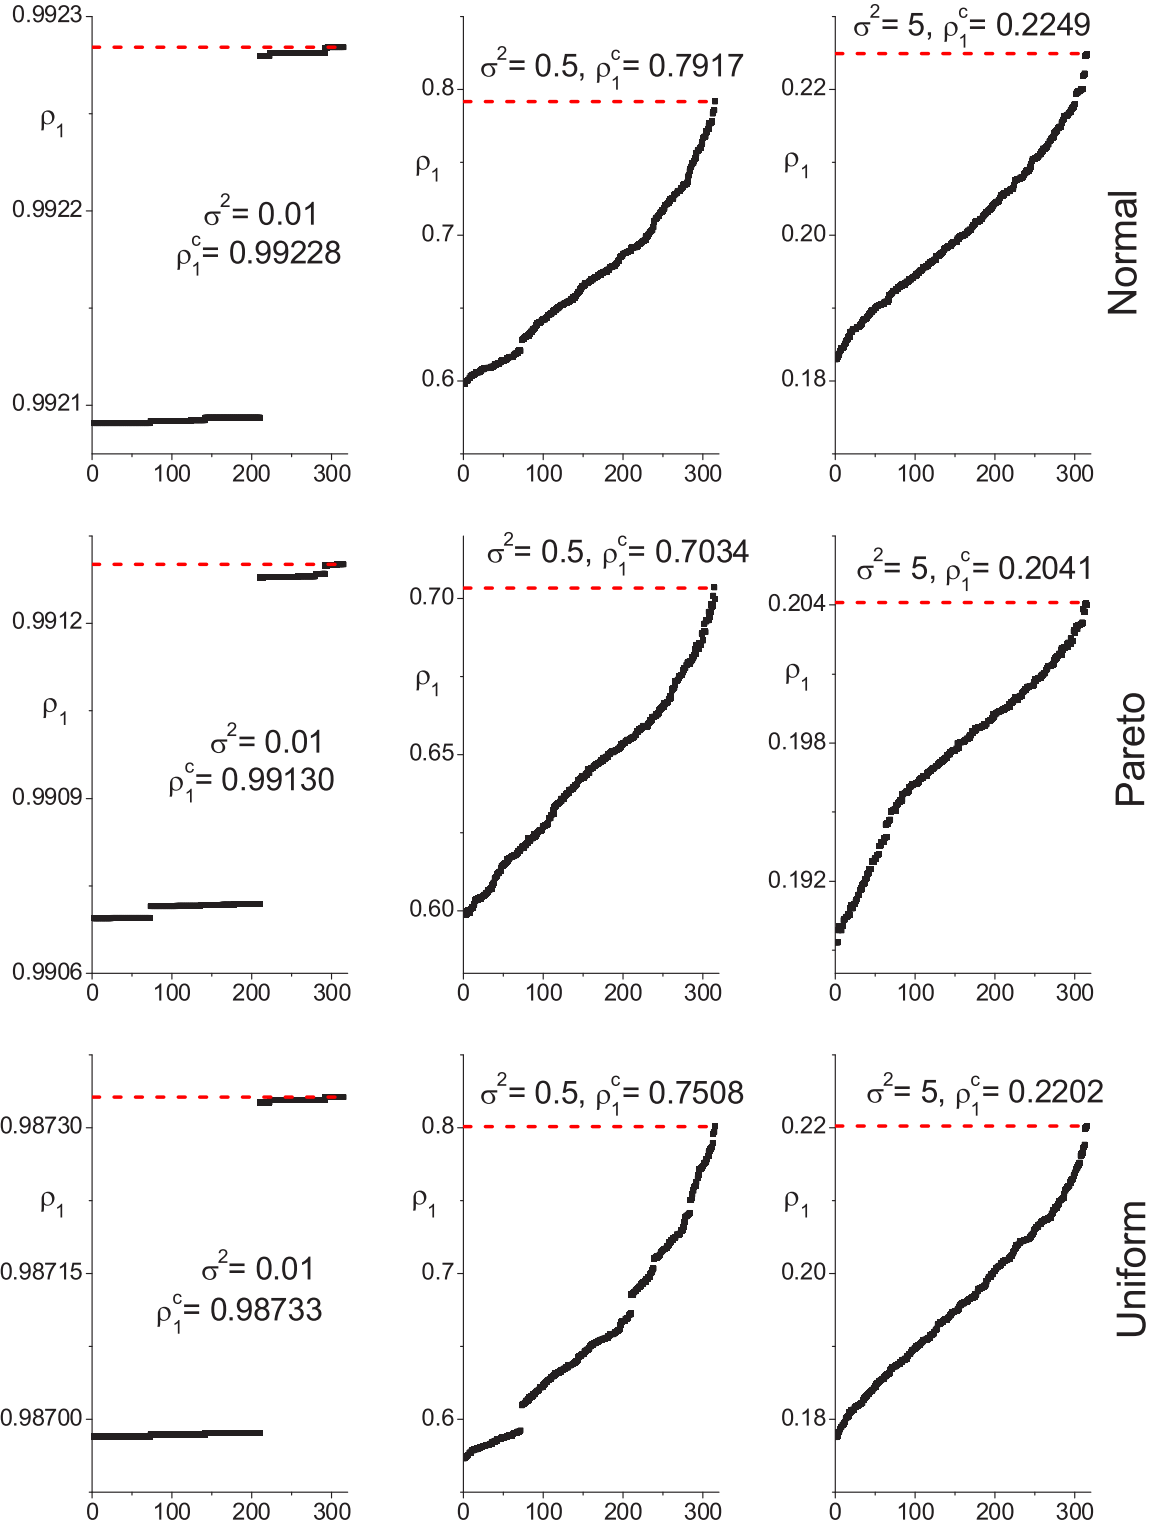 0.9923
0.9922
0.9921
ρ₁
σ²= 0.01
ρ₁ᶜ= 0.99228
0 100 200 300
σ²= 0.5, ρ₁ᶜ= 0.7917
0.8
0.7
0.6
ρ₁
0 100 200 300
σ²= 5, ρ₁ᶜ= 0.2249
0.22
0.20
0.18
ρ₁
0 100 200 300
Normal
0.9912
0.9909
0.9906
ρ₁
σ²= 0.01
ρ₁ᶜ= 0.99130
0 100 200 300
σ²= 0.5, ρ₁ᶜ= 0.7034
0.70
0.65
0.60
ρ₁
0 100 200 300
σ²= 5, ρ₁ᶜ= 0.2041
0.204
0.198
0.192
ρ₁
0 100 200 300
Pareto
0.98730
0.98715
0.98700
ρ₁
σ²= 0.01
ρ₁ᶜ= 0.98733
0 100 200 300
σ²= 0.5, ρ₁ᶜ= 0.7508
0.8
0.7
0.6
ρ₁
0 100 200 300
σ²= 5, ρ₁ᶜ= 0.2202
0.22
0.20
0.18
ρ₁
0 100 200 300
Uniform